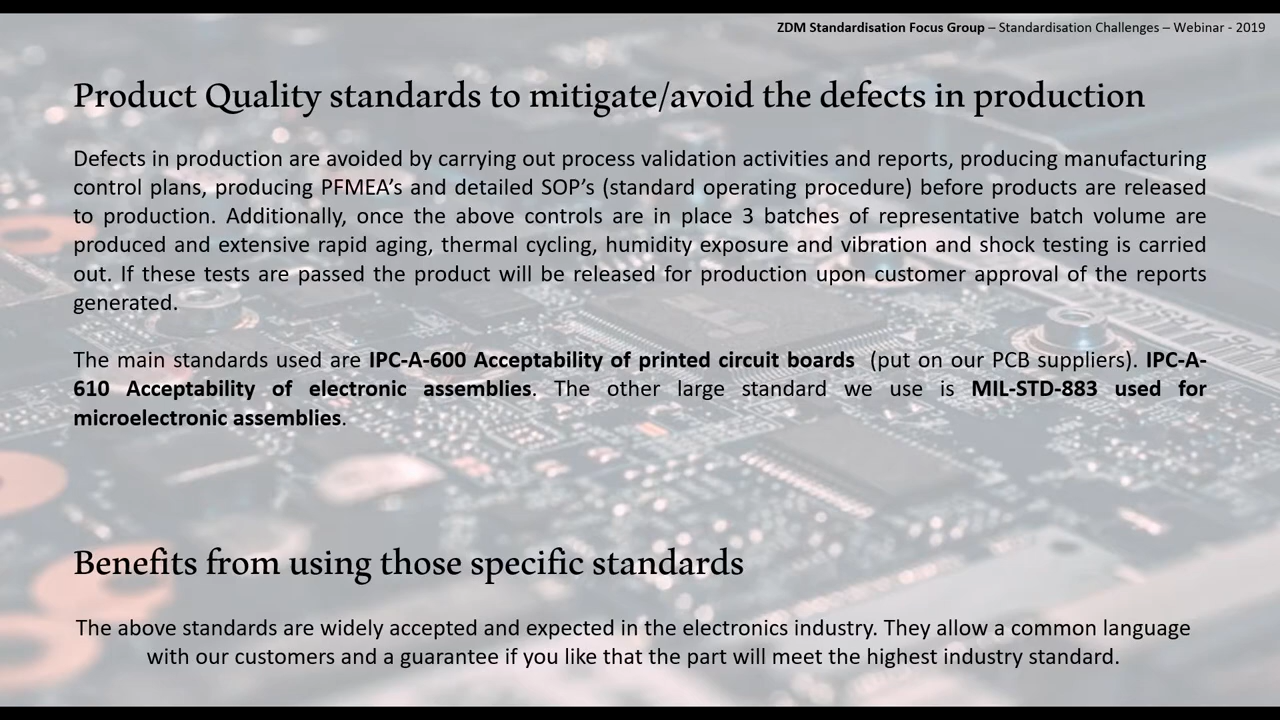 ZDM Standardisation Focus Group – Standardisation Challenges – Webinar - 2019
Product Quality standards to mitigate/avoid the defects in production
Defects in production are avoided by carrying out process validation activities and reports, producing manufacturing
control plans, producing PFMEA’s and detailed SOP’s (standard operating procedure) before products are released
to production. Additionally, once the above controls are in place 3 batches of representative batch volume are
produced and extensive rapid aging, thermal cycling, humidity exposure and vibration and shock testing is carried
out. If these tests are passed the product will be released for production upon customer approval of the reports
generated.
The main standards used are IPC-A-600 Acceptability of printed circuit boards (put on our PCB suppliers). IPC-A-
610 Acceptability of electronic assemblies. The other large standard we use is MIL-STD-883 used for
microelectronic assemblies.
Benefits from using those specific standards
The above standards are widely accepted and expected in the electronics industry. They allow a common language
with our customers and a guarantee if you like that the part will meet the highest industry standard.